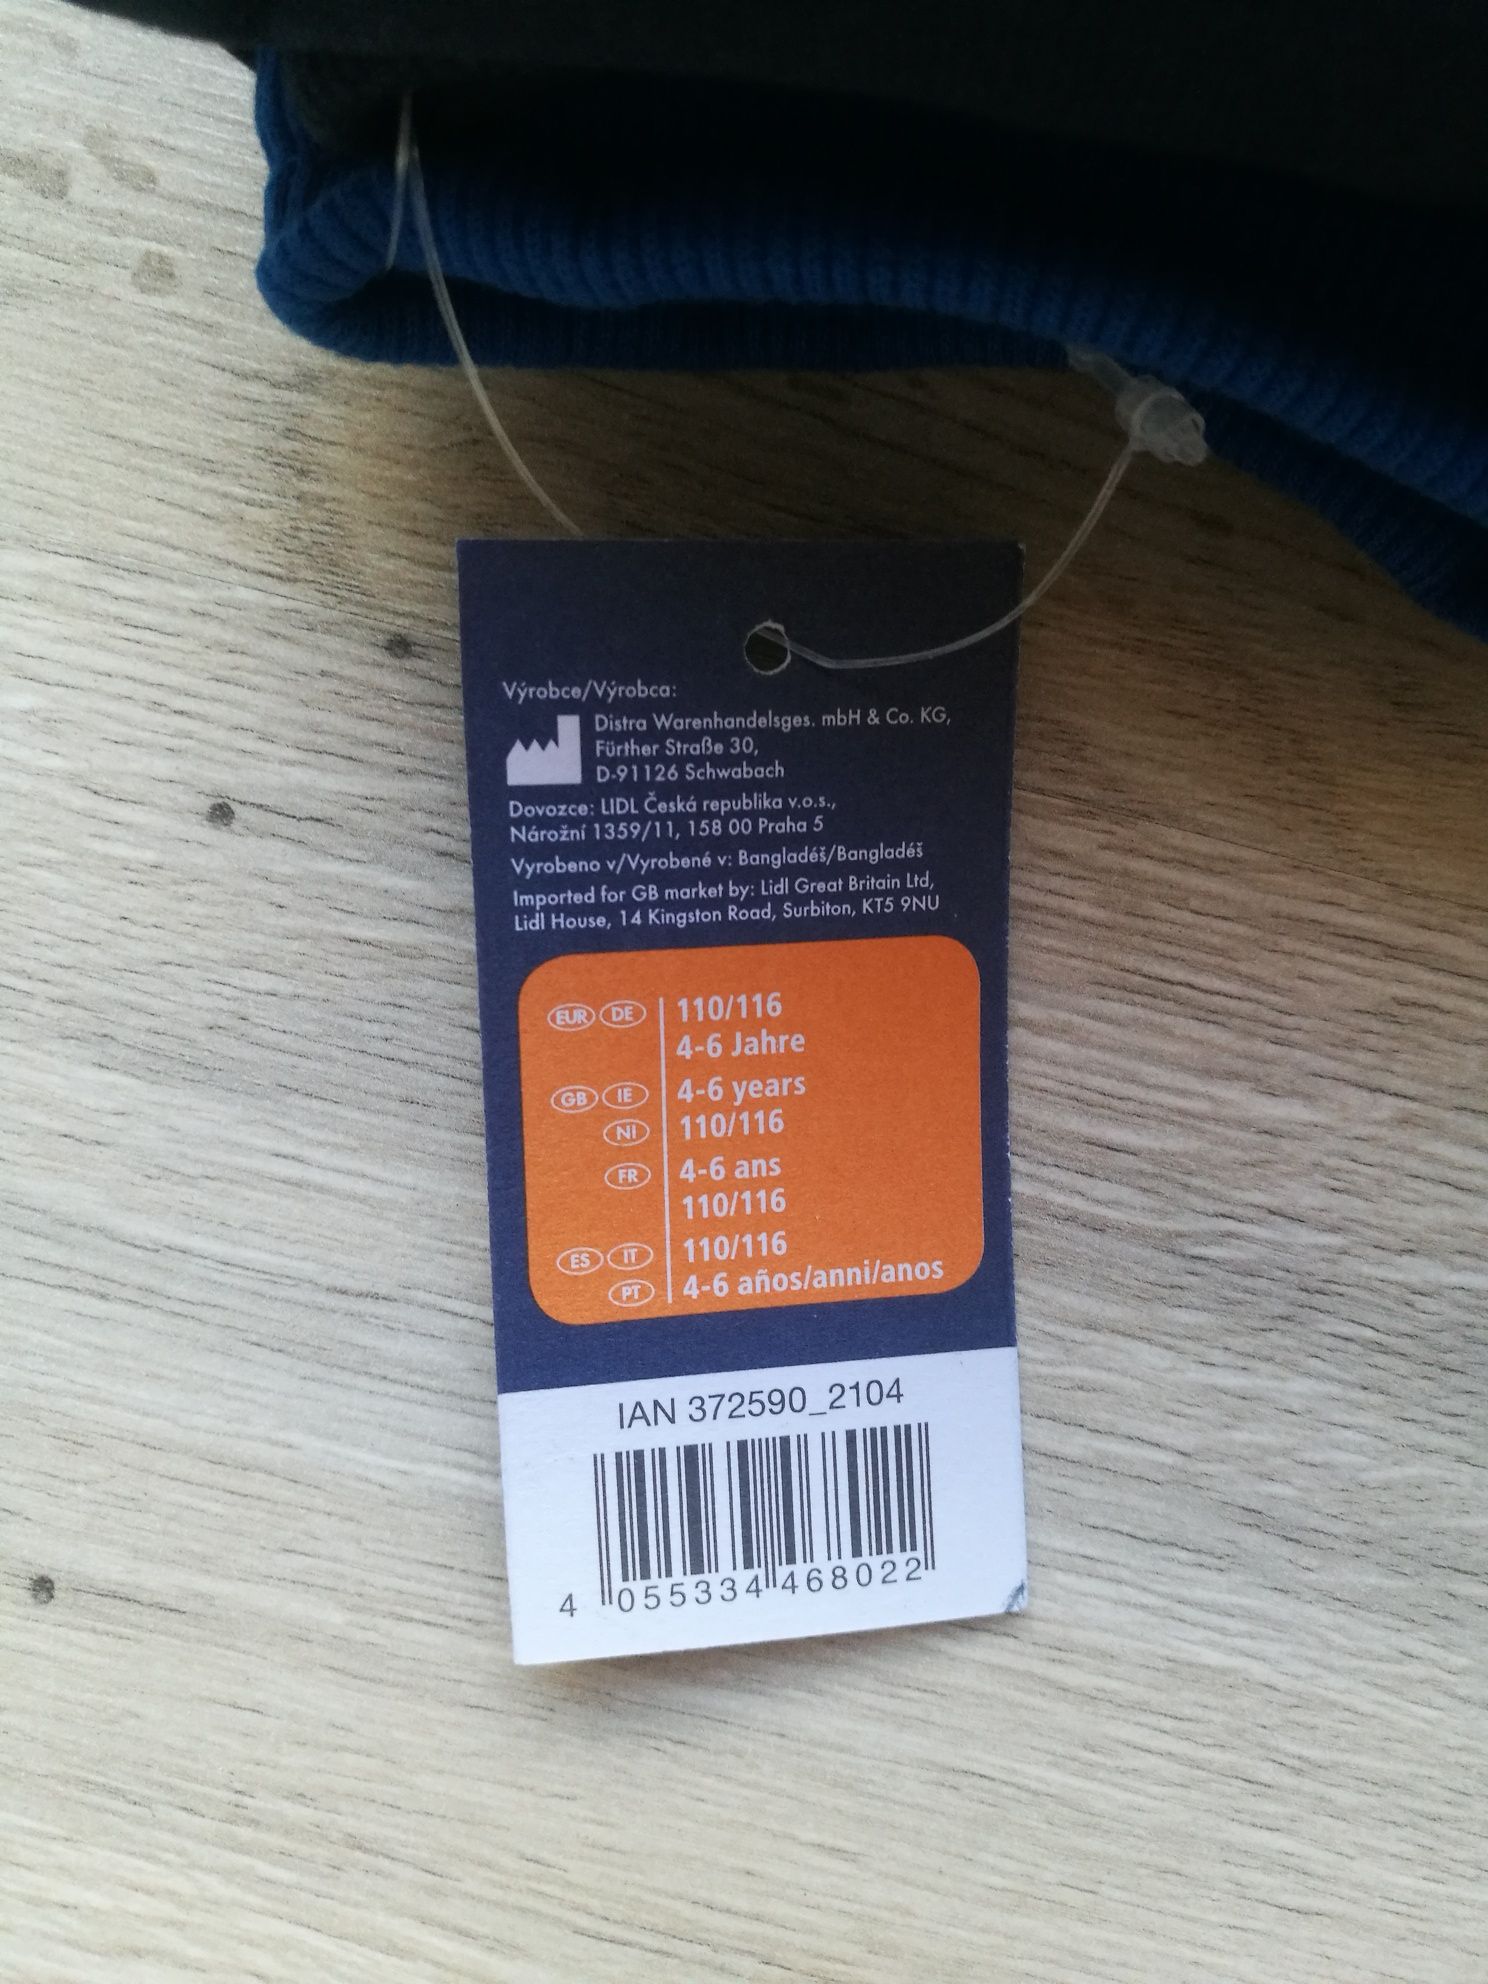 Výrobce/Výrobca:
Distra Warenhandelsges. mbH & Co. KG,
Fürther Straße 30,
D-91126 Schwabach
Dovozce: LIDL Česká republika v.o.s.,
Nárožní 1359/11, 158 00 Praha 5
Vyrobeno v/Vyrobené v: Bangladéš/Bangladéš
Imported for GB market by: Lidl Great Britain Ltd,
Lidl House, 14 Kingston Road, Surbiton, KT5 9NU
EUR DE 110/116
4-6 Jahre
GB IE 4-6 years
NI 110/116
FR 4-6 ans
110/116
ES IT 110/116
PT 4-6 años/anni/anos
IAN 372590_2104
4 055334 468022